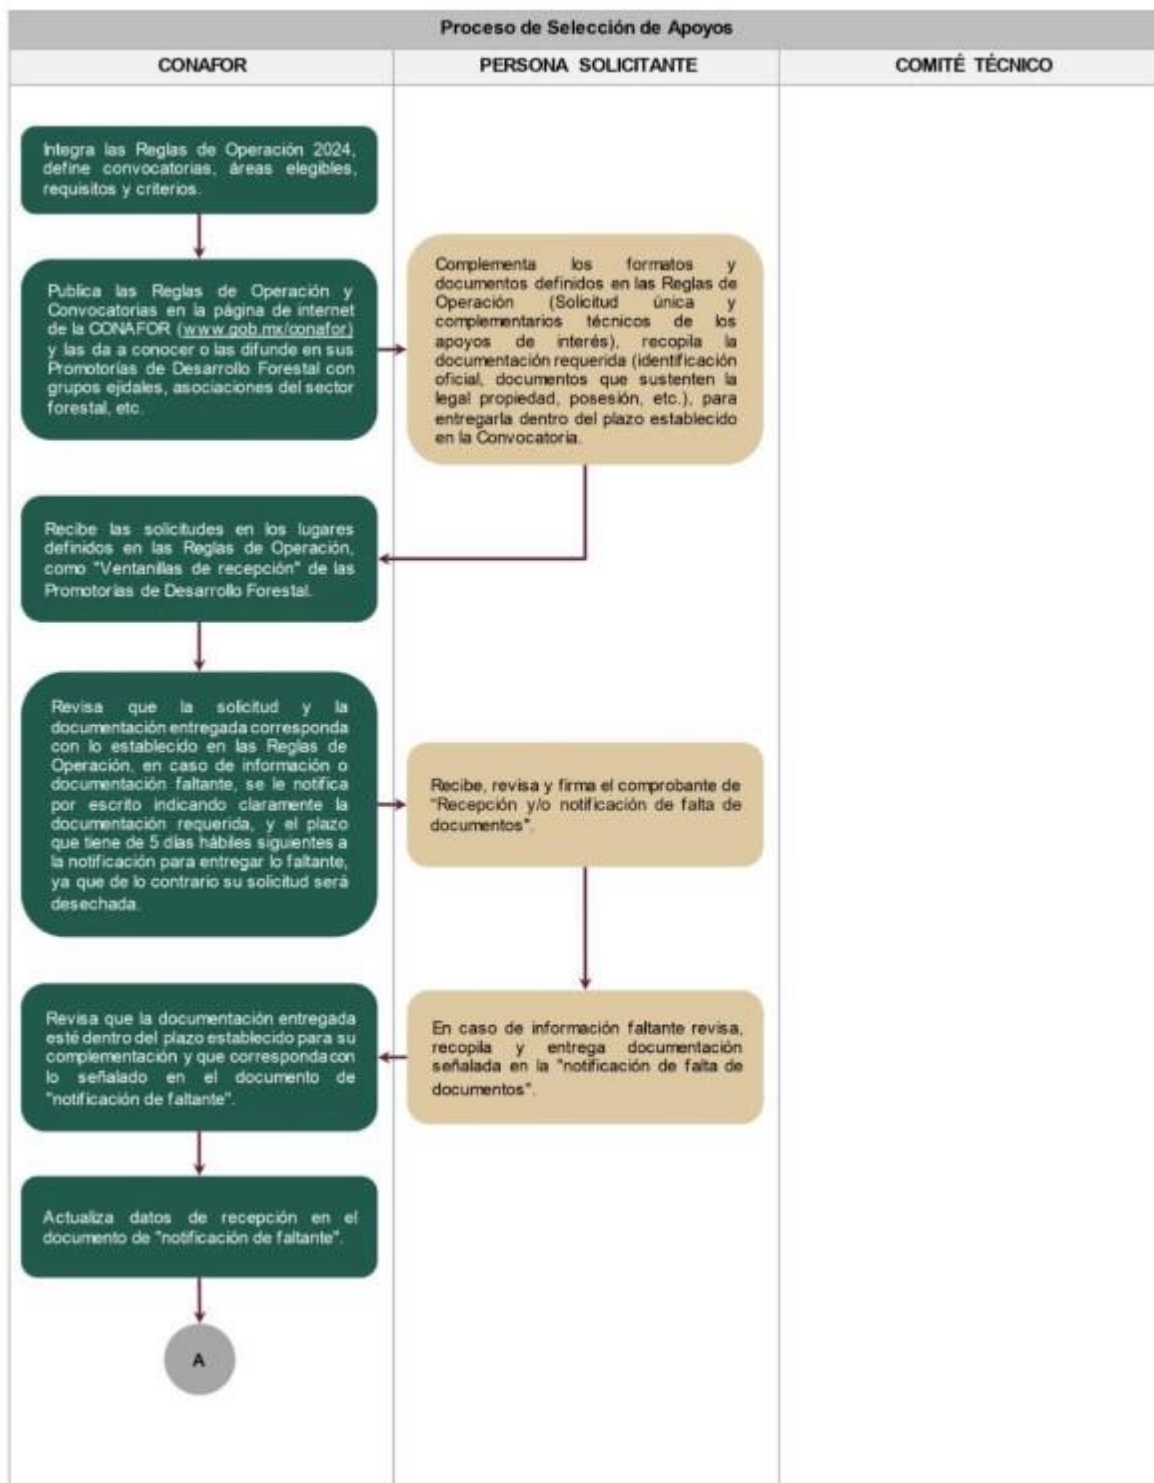 Proceso de Selección de Apoyos
CONAFOR
PERSONA SOLICITANTE
COMITÉ TÉCNICO
Integra las Reglas de Operación 2024,
define convocatorias, áreas elegibles,
requisitos y criterios.
Publica las Reglas de Operación y
Convocatorias en la página de internet
de la CONAFOR (www.gob.mx/conafor)
y las da a conocer o las difunde en sus
Promotorías de Desarrollo Forestal con
grupos ejidales, asociaciones del sector
forestal, etc.
Complementa los formatos y
documentos definidos en las Reglas de
Operación (Solicitud única y
complementarios técnicos de los
apoyos de interés), recopila la
documentación requerida (identificación
oficial, documentos que sustenten la
legal propiedad, posesión, etc.), para
entregarla dentro del plazo establecido
en la Convocatoria.
Recibe las solicitudes en los lugares
definidos en las Reglas de Operación,
como "Ventanillas de recepción" de las
Promotorías de Desarrollo Forestal.
Revisa que la solicitud y la
documentación entregada corresponda
con lo establecido en las Reglas de
Operación, en caso de información o
documentación faltante, se le notifica
por escrito indicando claramente la
documentación requerida, y el plazo
que tiene de 5 días hábiles siguientes a
la notificación para entregar lo faltante,
ya que de lo contrario su solicitud será
desechada.
Recibe, revisa y firma el comprobante de
"Recepción y/o notificación de falta de
documentos".
En caso de información faltante revisa,
recopila y entrega documentación
señalada en la "notificación de falta de
documentos".
Revisa que la documentación entregada
esté dentro del plazo establecido para su
complementación y que corresponda con
lo señalado en el documento de
"notificación de faltante".
Actualiza datos de recepción en el
documento de "notificación de faltante".
A